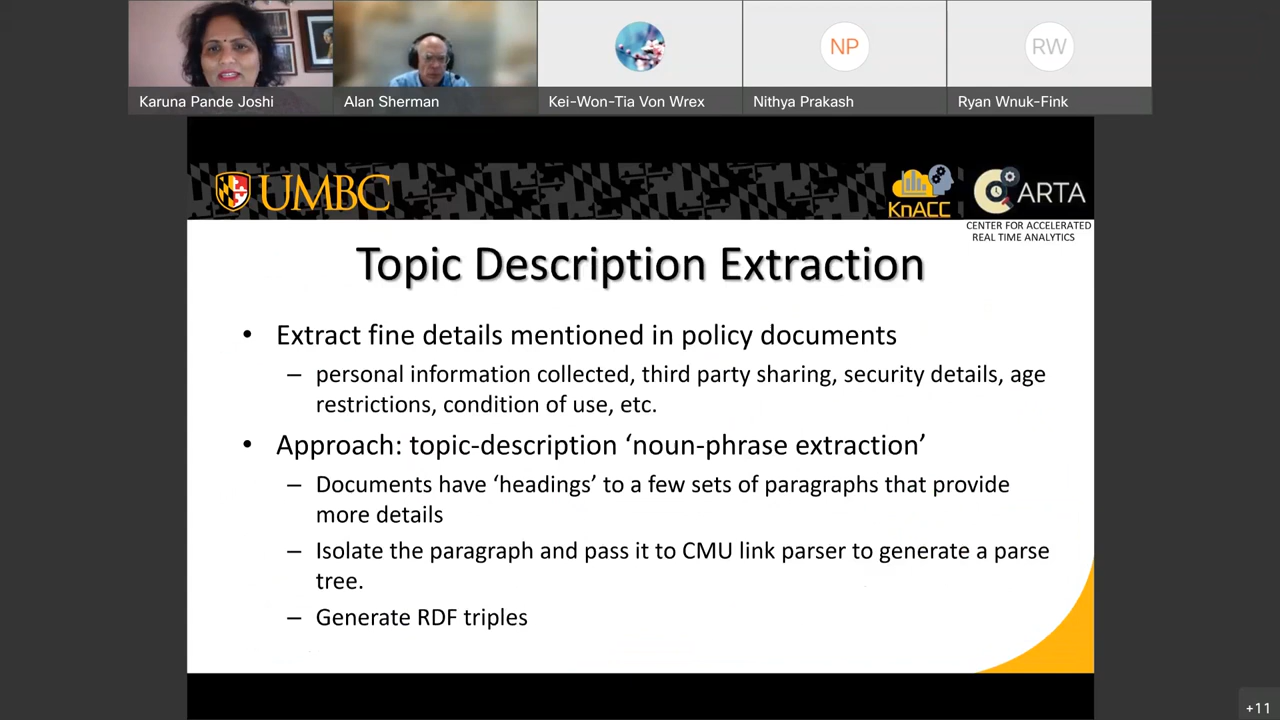 Karuna Pande Joshi
Alan Sherman
Kei-Won-Tia Von Wrex
NP
Nithya Prakash
RW
Ryan Wnuk-Fink
UMBC
KnACC
CARTA
CENTER FOR ACCELERATED
REAL TIME ANALYTICS
Topic Description Extraction
• Extract fine details mentioned in policy documents
– personal information collected, third party sharing, security details, age
restrictions, condition of use, etc.
• Approach: topic-description ‘noun-phrase extraction’
– Documents have ‘headings’ to a few sets of paragraphs that provide
more details
– Isolate the paragraph and pass it to CMU link parser to generate a parse
tree.
– Generate RDF triples
+11